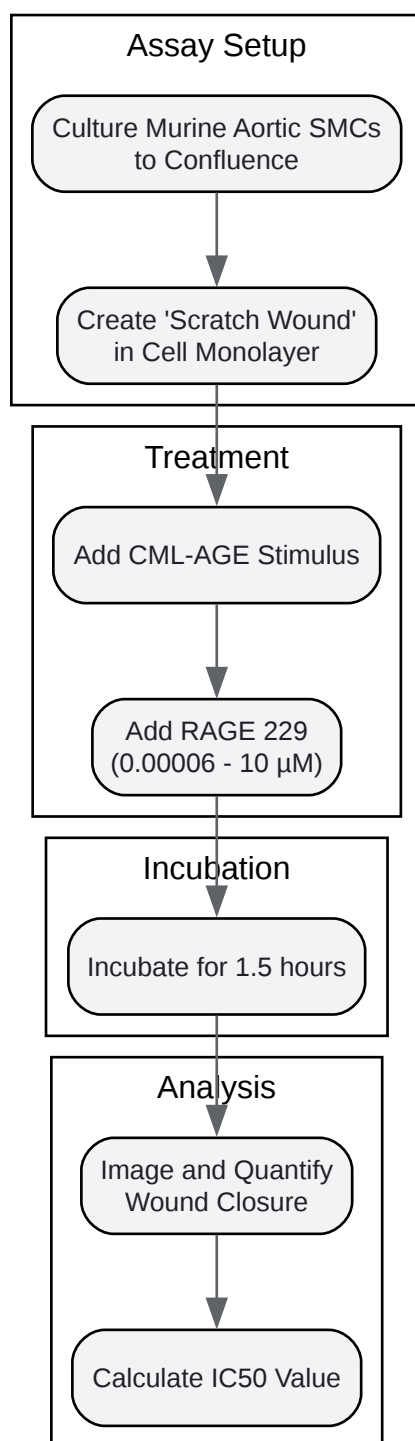 Assay Setup
Culture Murine Aortic SMCs
to Confluence
Create 'Scratch Wound'
in Cell Monolayer
Treatment
Add CML-AGE Stimulus
Add RAGE 229
(0.00006 - 10 µM)
Incubation
Incubate for 1.5 hours
Analysis
Image and Quantify
Wound Closure
Calculate IC50 Value